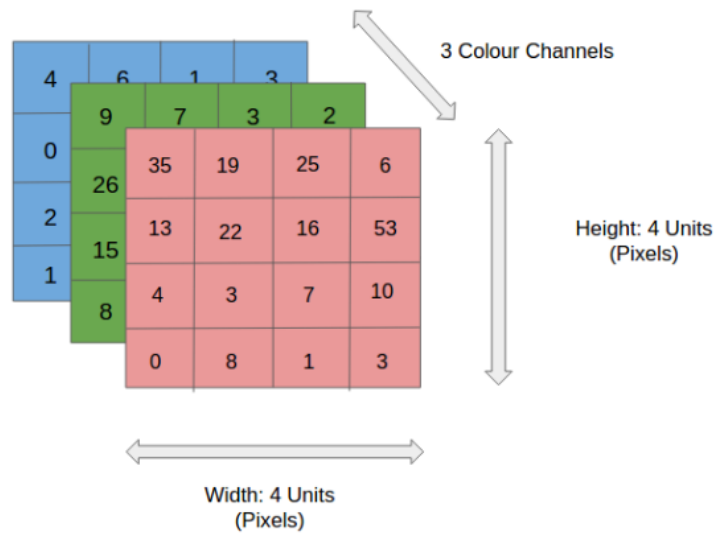 3 Colour Channels
4 6 1 3
9 7 3 2
0
35 19 25 6
26
13 22 16 53
Height: 4 Units
(Pixels)
2
15
4 3 7 10
1
8
0 8 1 3
Width: 4 Units
(Pixels)